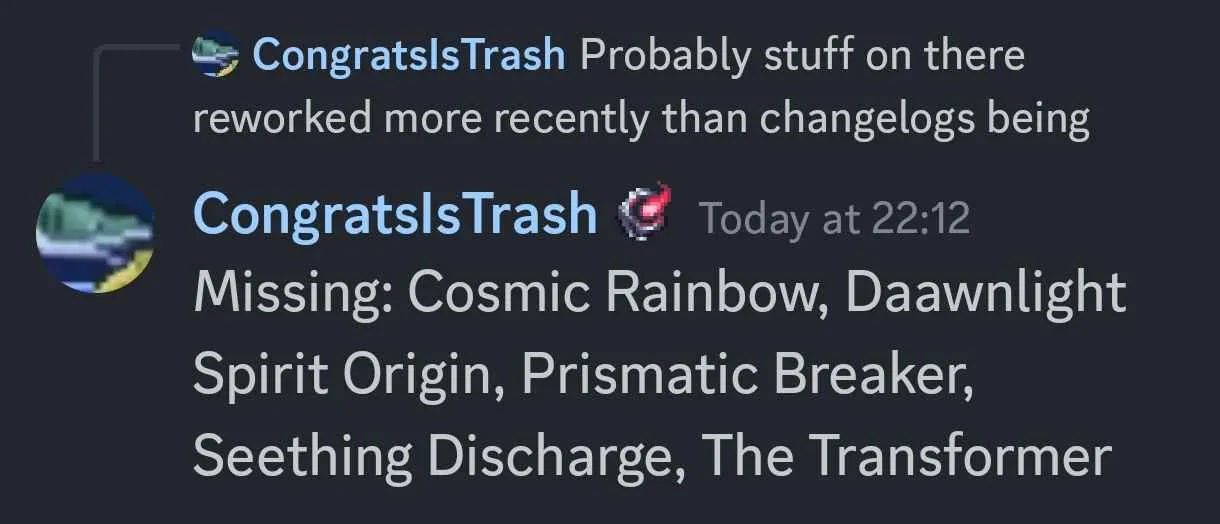 CongratsIsTrash Probably stuff on there
reworked more recently than changelogs being
CongratsIsTrash Today at 22:12
Missing: Cosmic Rainbow, Daawnlight
Spirit Origin, Prismatic Breaker,
Seething Discharge, The Transformer